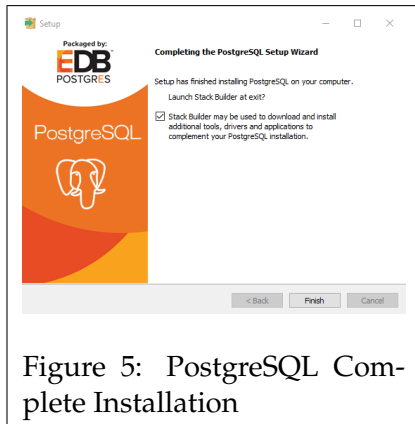 Setup
Packaged by:
EDB
POSTGRES
PostgreSQL
Completing the PostgreSQL Setup Wizard
Setup has finished installing PostgreSQL on your computer.
Launch Stack Builder at exit?
Stack Builder may be used to download and install
additional tools, drivers and applications to
complement your PostgreSQL installation.
< Back
Finish
Cancel
Figure 5: PostgreSQL Com-
plete Installation